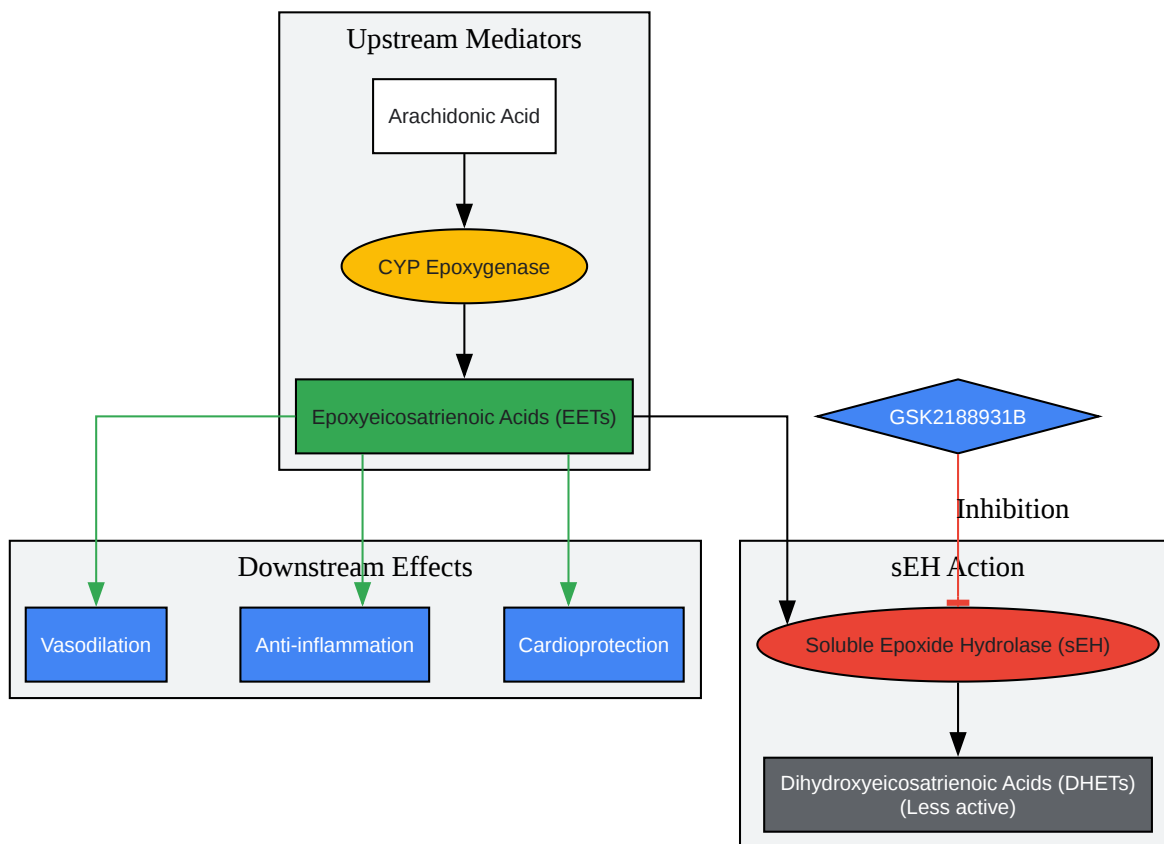 Upstream Mediators
Arachidonic Acid
CYP Epoxygenase
Epoxyeicosatrienoic Acids (EETs)
GSK2188931B
Inhibition
Downstream Effects
sEH Action
Vasodilation
Anti-inflammation
Cardioprotection
Soluble Epoxide Hydrolase (sEH)
Dihydroxyeicosatrienoic Acids (DHETs)
(Less active)